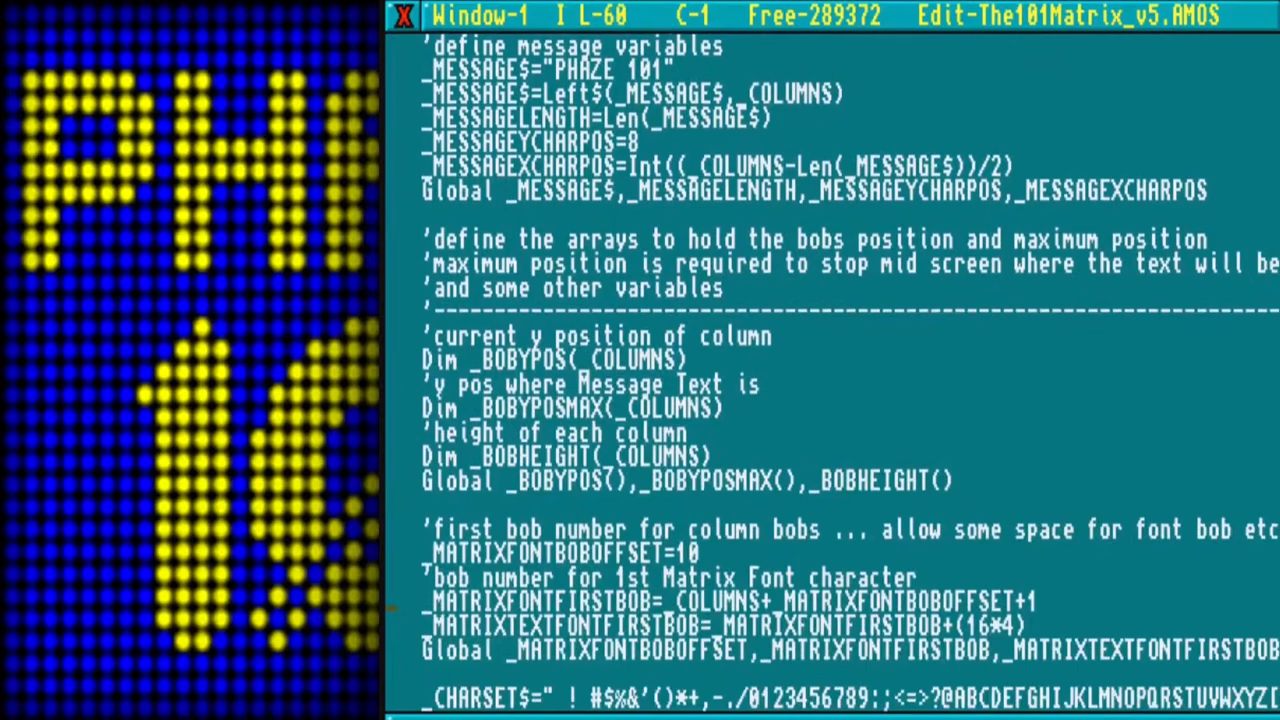 PH
1
X Window-1 I L-60 C-1 Free-289372 Edit-The101Matrix_v5.AMOS
'define message variables
_MESSAGE$="PHAZE 101"
_MESSAGE$=Left$(_MESSAGE$,_COLUMNS)
_MESSAGELENGTH=Len(_MESSAGE$)
_MESSAGEYCHARPOS=8
_MESSAGEXCHARPOS=Int((_COLUMNS-Len(_MESSAGE$))/2)
Global _MESSAGE$,_MESSAGELENGTH,_MESSAGEYCHARPOS,_MESSAGEXCHARPOS
'define the arrays to hold the bobs position and maximum position
'maximum position is required to stop mid screen where the text will be
'and some other variables
'-----------------------------------------------------------------------
'current y position of column
Dim _BOBYPOS(_COLUMNS)
'y pos where Message Text is
Dim _BOBYPOSMAX(_COLUMNS)
'height of each column
Dim _BOBHEIGHT(_COLUMNS)
Global _BOBYPOS(),_BOBYPOSMAX(),_BOBHEIGHT()
'first bob number for column bobs ... allow some space for font bob etc
_MATRIXFONTBOBOFFSET=10
'bob number for 1st Matrix Font character
_MATRIXFONTFIRSTBOB=_COLUMNS+_MATRIXFONTBOBOFFSET+1
_MATRIXTEXTFONTFIRSTBOB=_MATRIXFONTFIRSTBOB+(16*4)
Global _MATRIXFONTBOBOFFSET,_MATRIXFONTFIRSTBOB,_MATRIXTEXTFONTFIRSTBOB
_CHARSET$=" ! #$%&'()*+,-./0123456789:;<=>?@ABCDEFGHIJKLMNOPQRSTUVWXYZ[